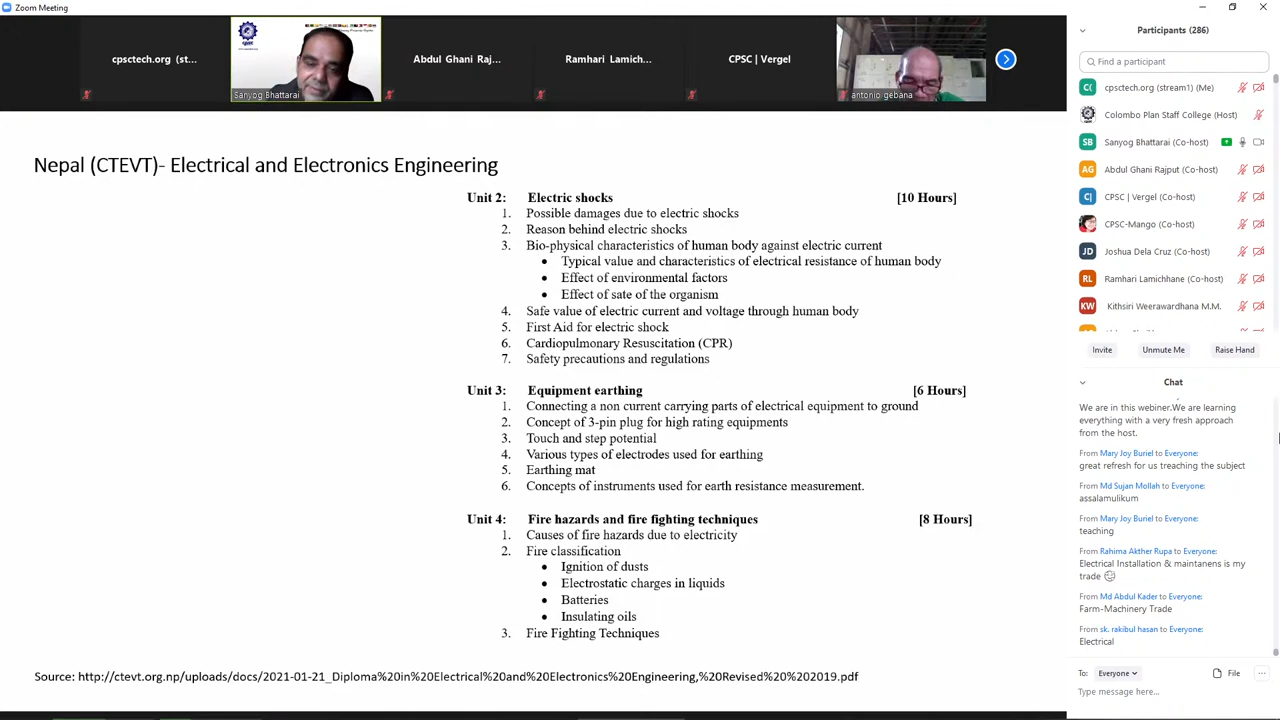 Zoom Meeting
cpsctech.org (st...
Sanyog Bhattarai
Abdul Ghani Raj...
Ramhari Lamich...
CPSC | Vergel
antonio gebana
Nepal (CTEVT)- Electrical and Electronics Engineering
Unit 2: Electric shocks [10 Hours]
1. Possible damages due to electric shocks
2. Reason behind electric shocks
3. Bio-physical characteristics of human body against electric current
• Typical value and characteristics of electrical resistance of human body
• Effect of environmental factors
• Effect of sate of the organism
4. Safe value of electric current and voltage through human body
5. First Aid for electric shock
6. Cardiopulmonary Resuscitation (CPR)
7. Safety precautions and regulations
Unit 3: Equipment earthing [6 Hours]
1. Connecting a non current carrying parts of electrical equipment to ground
2. Concept of 3-pin plug for high rating equipments
3. Touch and step potential
4. Various types of electrodes used for earthing
5. Earthing mat
6. Concepts of instruments used for earth resistance measurement.
Unit 4: Fire hazards and fire fighting techniques [8 Hours]
1. Causes of fire hazards due to electricity
2. Fire classification
• Ignition of dusts
• Electrostatic charges in liquids
• Batteries
• Insulating oils
3. Fire Fighting Techniques
Source: http://ctevt.org.np/uploads/docs/2021-01-21_Diploma%20in%20Electrical%20and%20Electronics%20Engineering,%20Revised%20%202019.pdf
Participants (286)
Find a participant
C( cpsctech.org (stream1) (Me)
Colombo Plan Staff College (Host)
SB Sanyog Bhattarai (Co-host)
AG Abdul Ghani Rajput (Co-host)
C| CPSC | Vergel (Co-host)
CPSC-Mango (Co-host)
JD Joshua Dela Cruz (Co-host)
RL Ramhari Lamichhane (Co-host)
KW Kithsiri Weerawardhana M.M.
Invite Unmute Me Raise Hand
Chat
We are in this webiner.We are learning
everything with a very fresh approach
from the host.
From Mary Joy Buriel to Everyone:
great refresh for us treaching the subject
From Md Sujan Mollah to Everyone:
assalamulikum
From Mary Joy Buriel to Everyone:
teaching
From Rahima Akther Rupa to Everyone:
Electrical Installation & maintanens is my
trade
From Md Abdul Kader to Everyone:
Farm-Machinery Trade
From sk. rakibul hasan to Everyone:
Electrical
To: Everyone File ...
Type message here...